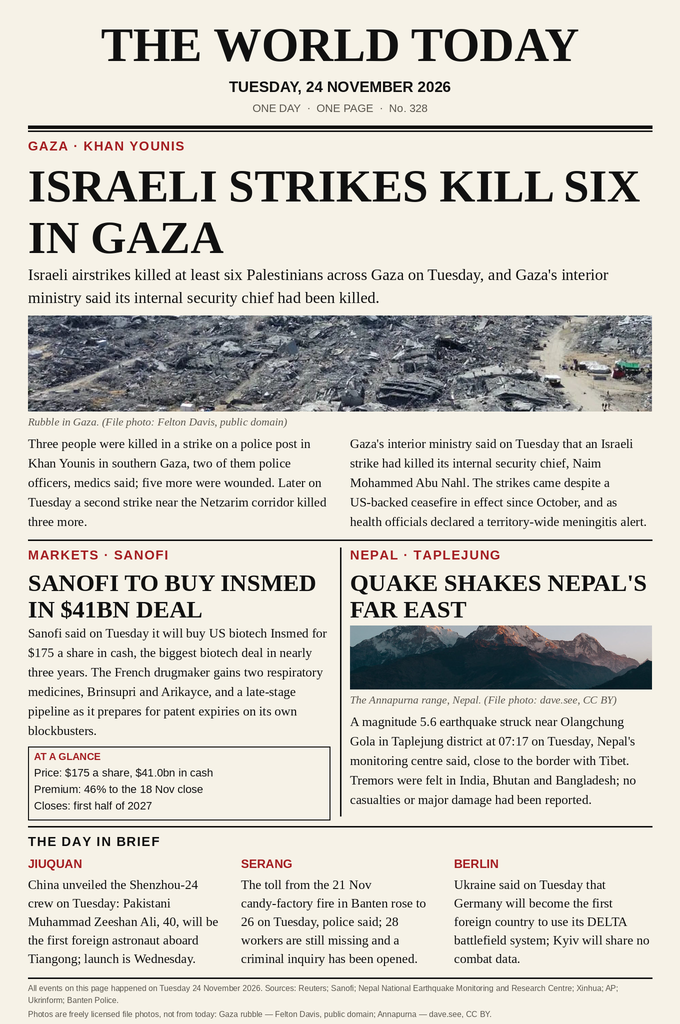 THE WORLD TODAY
TUESDAY, 24 NOVEMBER 2026
ONE DAY · ONE PAGE · No. 328
GAZA · KHAN YOUNIS
ISRAELI STRIKES KILL SIX
IN GAZA
Israeli airstrikes killed at least six Palestinians across Gaza on Tuesday, and Gaza's interior
ministry said its internal security chief had been killed.
Rubble in Gaza. (File photo: Felton Davis, public domain)
Three people were killed in a strike on a police post in
Khan Younis in southern Gaza, two of them police
officers, medics said; five more were wounded. Later on
Tuesday a second strike near the Netzarim corridor killed
three more.
Gaza's interior ministry said on Tuesday that an Israeli
strike had killed its internal security chief, Naim
Mohammed Abu Nahl. The strikes came despite a
US-backed ceasefire in effect since October, and as
health officials declared a territory-wide meningitis alert.
MARKETS · SANOFI
SANOFI TO BUY INSMED
IN $41BN DEAL
Sanofi said on Tuesday it will buy US biotech Insmed for
$175 a share in cash, the biggest biotech deal in nearly
three years. The French drugmaker gains two respiratory
medicines, Brinsupri and Arikayce, and a late-stage
pipeline as it prepares for patent expiries on its own
blockbusters.
AT A GLANCE
Price: $175 a share, $41.0bn in cash
Premium: 46% to the 18 Nov close
Closes: first half of 2027
NEPAL · TAPLEJUNG
QUAKE SHAKES NEPAL'S
FAR EAST
The Annapurna range, Nepal. (File photo: dave.see, CC BY)
A magnitude 5.6 earthquake struck near Olangchung
Gola in Taplejung district at 07:17 on Tuesday, Nepal's
monitoring centre said, close to the border with Tibet.
Tremors were felt in India, Bhutan and Bangladesh; no
casualties or major damage had been reported.
THE DAY IN BRIEF
JIUQUAN
China unveiled the Shenzhou-24
crew on Tuesday: Pakistani
Muhammad Zeeshan Ali, 40, will be
the first foreign astronaut aboard
Tiangong; launch is Wednesday.
SERANG
The toll from the 21 Nov
candy-factory fire in Banten rose to
26 on Tuesday, police said; 28
workers are still missing and a
criminal inquiry has been opened.
BERLIN
Ukraine said on Tuesday that
Germany will become the first
foreign country to use its DELTA
battlefield system; Kyiv will share no
combat data.
All events on this page happened on Tuesday 24 November 2026. Sources: Reuters; Sanofi; Nepal National Earthquake Monitoring and Research Centre; Xinhua; AP;
Ukrinform; Banten Police.
Photos are freely licensed file photos, not from today: Gaza rubble — Felton Davis, public domain; Annapurna — dave.see, CC BY.